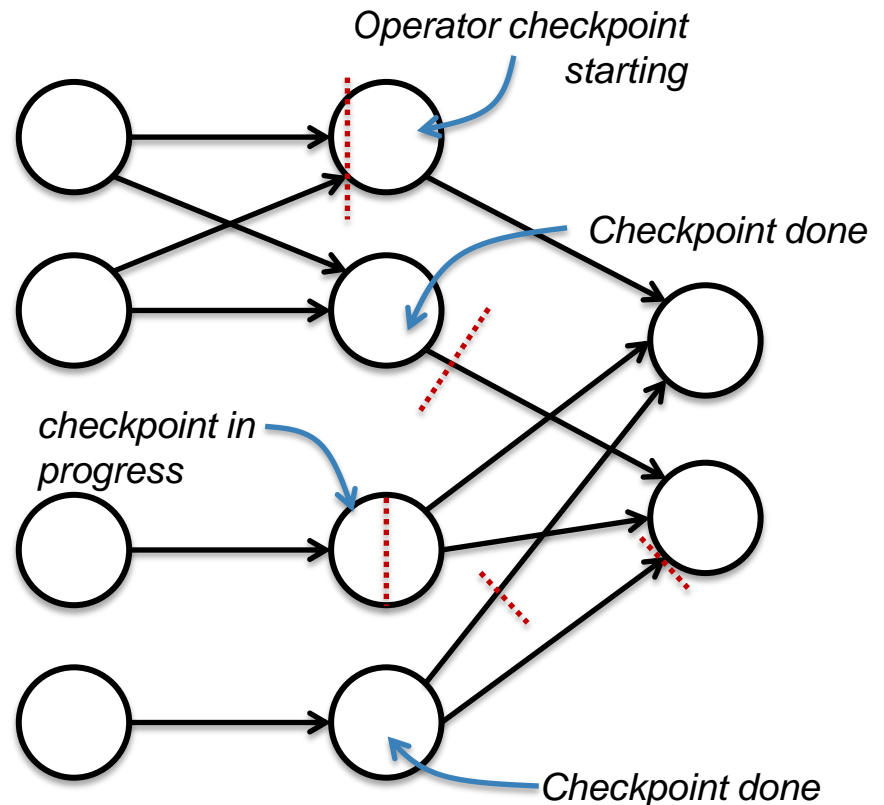 Operator checkpoint
starting
Checkpoint done
checkpoint in
progress
Checkpoint done